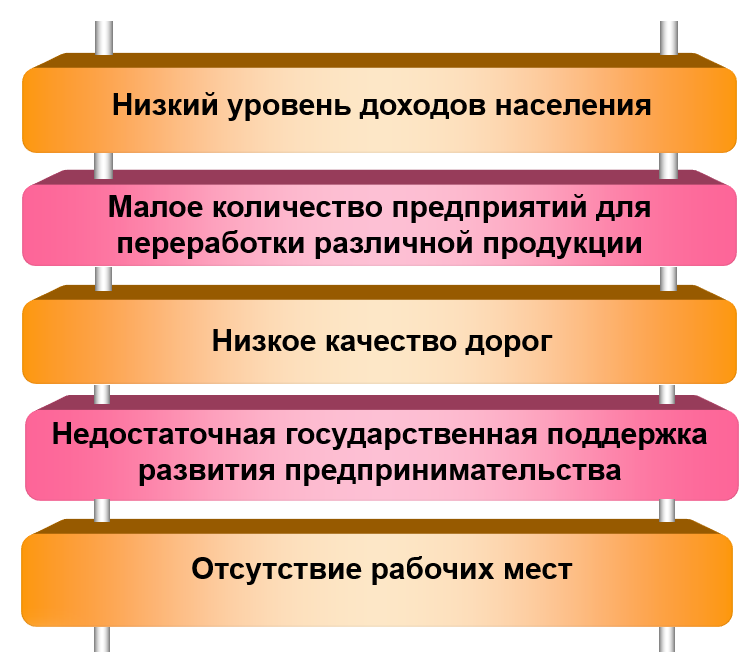 Низкий уровень доходов населения
Малое количество предприятий для
переработки различной продукции
Низкое качество дорог
Недостаточная государственная поддержка
развития предпринимательства
Отсутствие рабочих мест